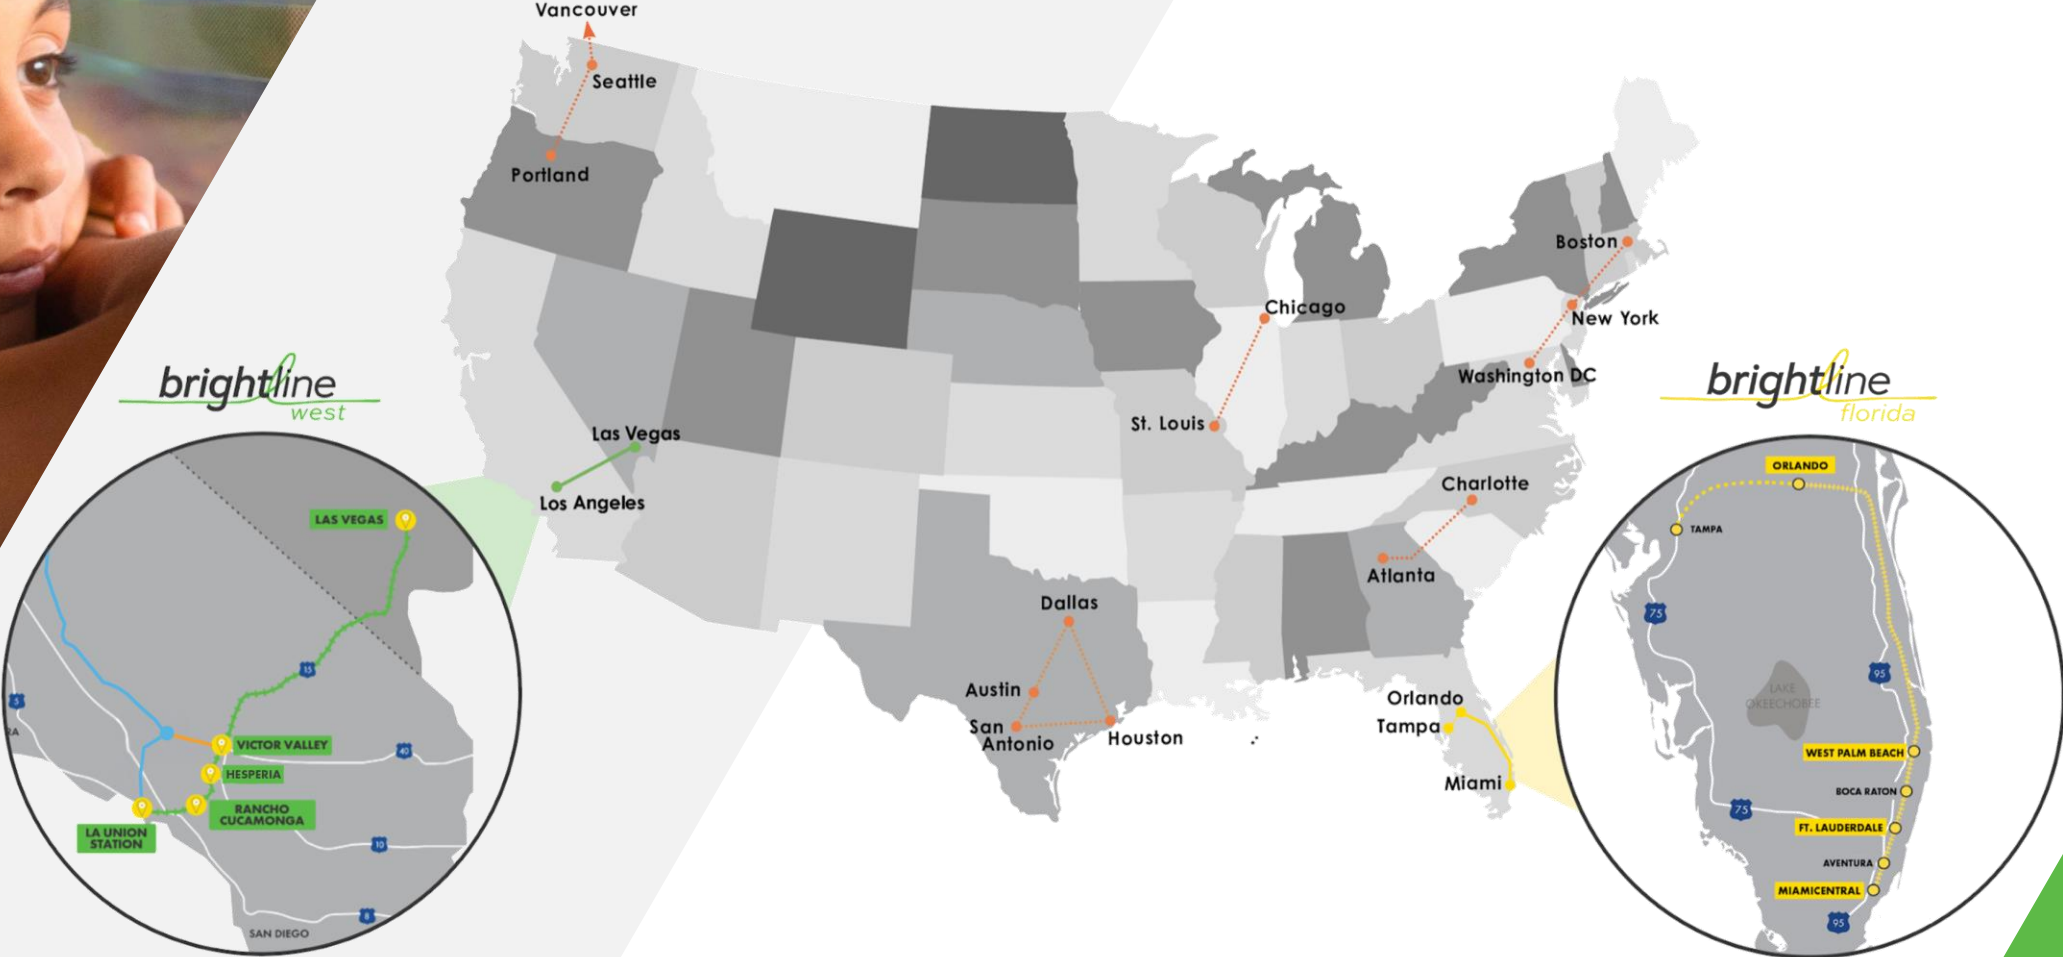 Vancouver
Seattle
Portland
Boston
Chicago
New York
Washington DC
St. Louis
Las Vegas
Los Angeles
Charlotte
Atlanta
Dallas
Austin
San
Antonio
Houston
Orlando
Tampa
Miami
brightline
west
LAS VEGAS
15
5
RA
VICTOR VALLEY
40
HESPERIA
RANCHO
CUCAMONGA
LA UNION
STATION
10
8
SAN DIEGO
brightline
florida
ORLANDO
TAMPA
75
95
LAKE
OKEECHOBEE
WEST PALM BEACH
BOCA RATON
75
FT. LAUDERDALE
AVENTURA
MIAMICENTRAL
95